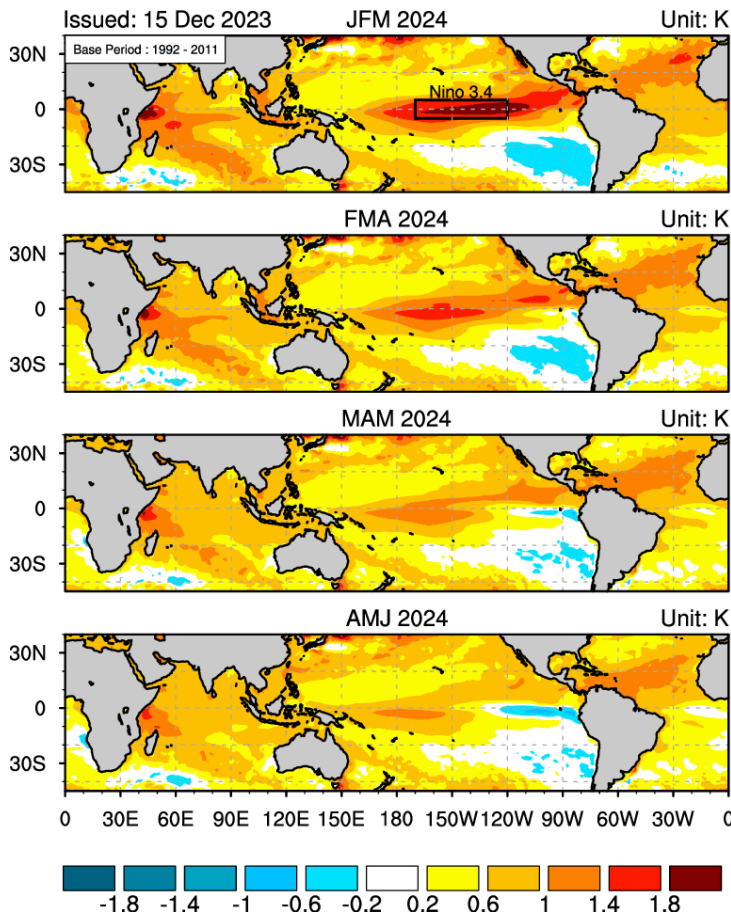 Issued: 15 Dec 2023 JFM 2024 Unit: K
Base Period : 1992 - 2011
30N
Nino 3.4
0
30S
FMA 2024 Unit: K
30N
0
30S
MAM 2024 Unit: K
30N
0
30S
AMJ 2024 Unit: K
30N
0
30S
0 30E 60E 90E 120E 150E 180 150W 120W 90W 60W 30W 0
-1.8 -1.4 -1 -0.6 -0.2 0.2 0.6 1 1.4 1.8